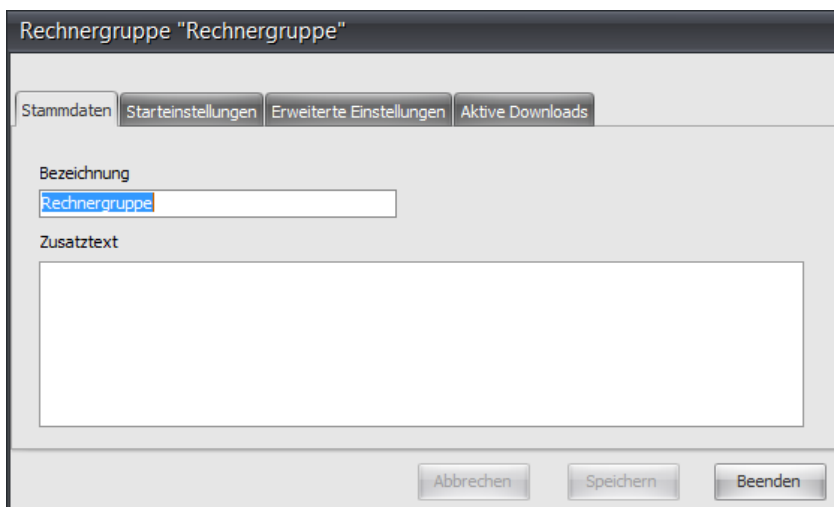 Rechnergruppe "Rechnergruppe"
Stammdaten Starteinstellungen Erweiterte Einstellungen Aktive Downloads
Bezeichnung
Rechnergruppe
Zusatztext
Abbrechen Speichern Beenden